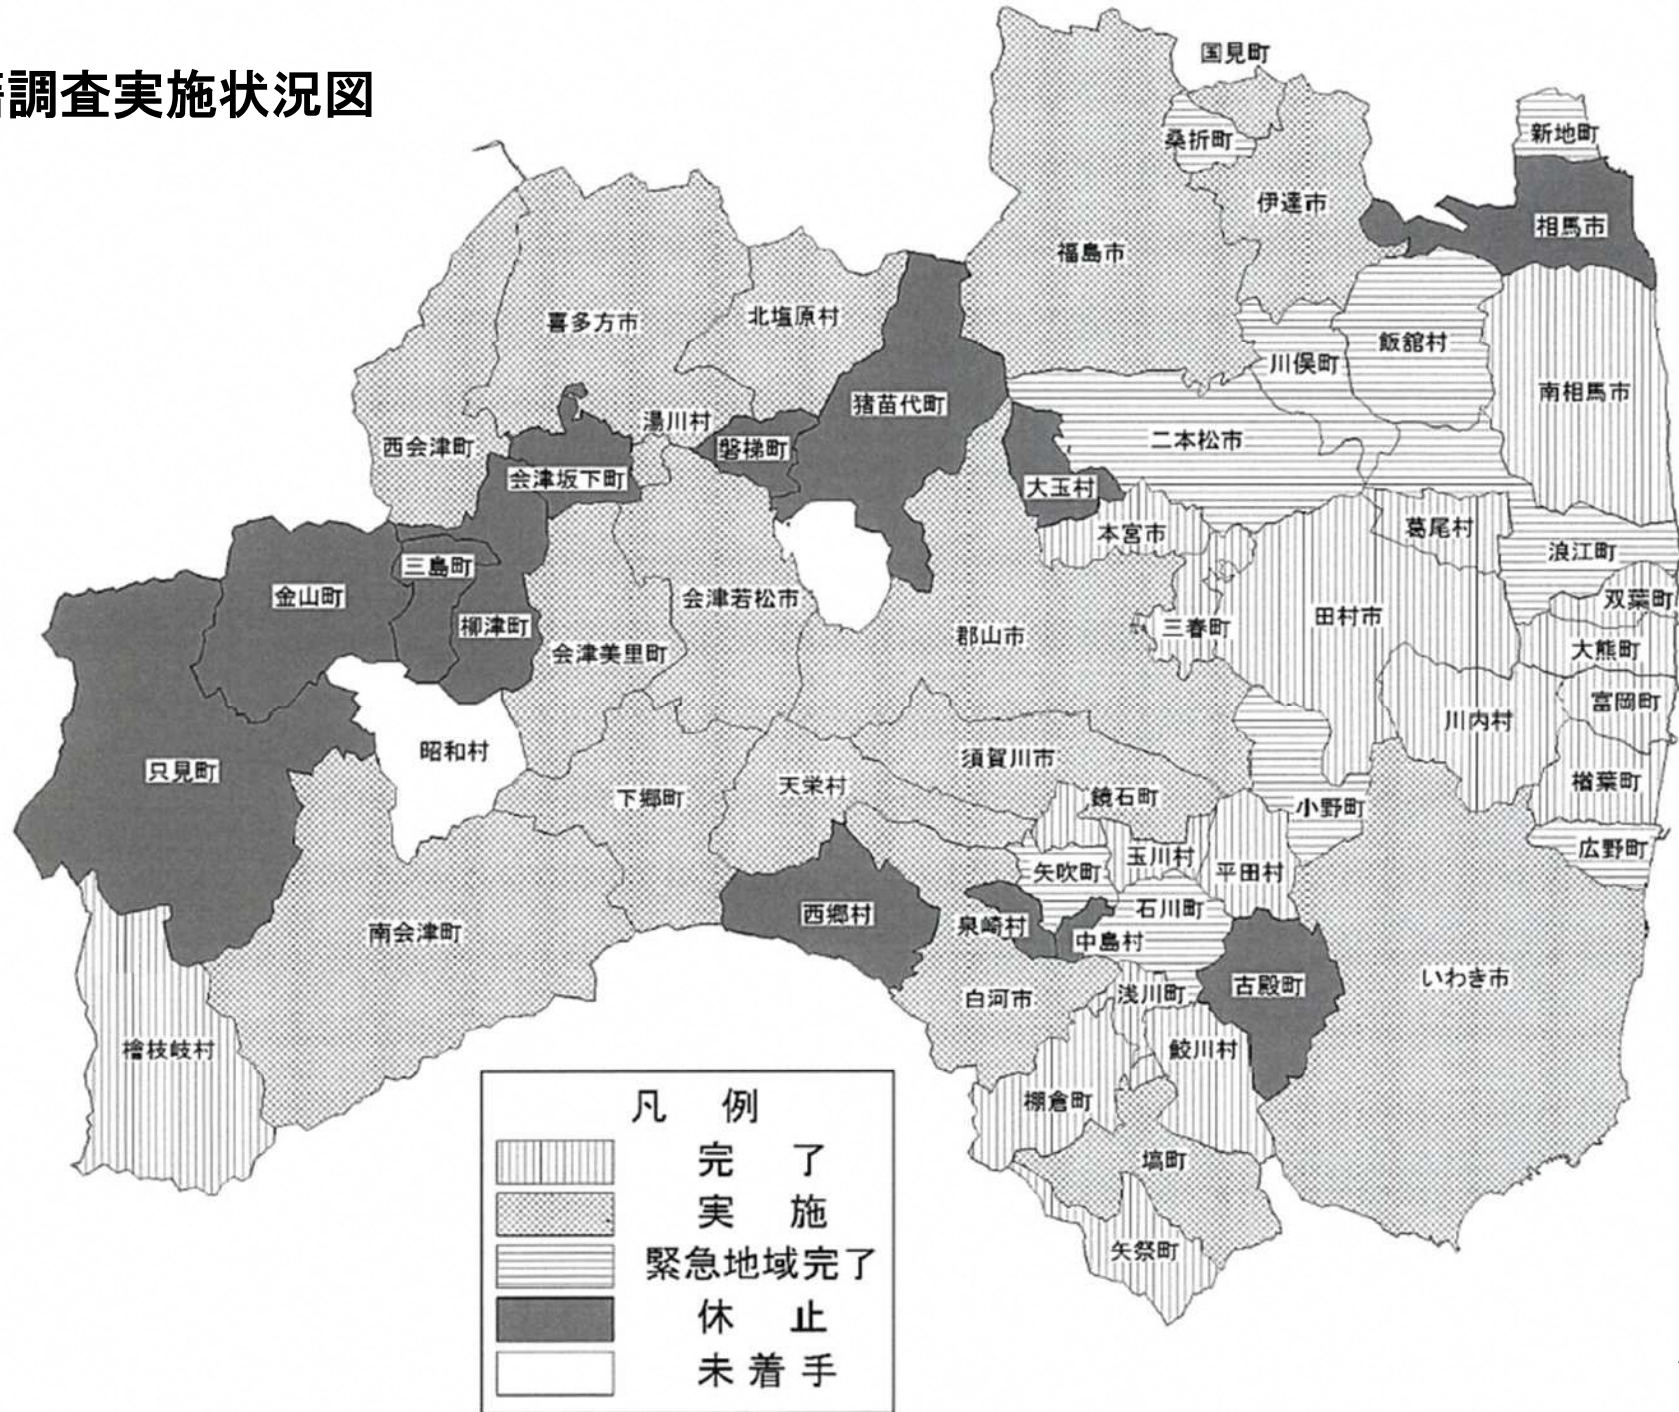 調査実施状況図
国見町
桑折町
新地町
伊達市
相馬市
福島市
喜多方市
北塩原村
川俣町
飯舘村
南相馬市
猪苗代町
湯川村
西会津町
磐梯町
二本松市
会津坂下町
大玉村
本宮市
葛尾村
浪江町
三島町
金山町
柳津町
会津若松市
双葉町
田村市
郡山市
三春町
会津美里町
大熊町
富岡町
川内村
昭和村
只見町
須賀川市
天栄村
下郷町
鏡石町
小野町
楢葉町
広野町
矢吹町
玉川村
平田村
西郷村
石川町
泉崎村
中島村
南会津町
いわき市
古殿町
白河市
浅川町
檜枝岐村
鮫川村
棚倉町
塙町
矢祭町
凡 例
完 了
実 施
緊急地域完了
休 止
未着手